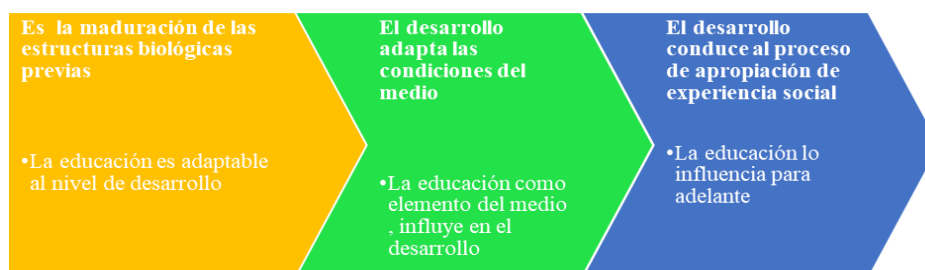 Es la maduración de las
estructuras biológicas
previas
•La educación es adaptable
al nivel de desarrollo
El desarrollo
adapta las
condiciones del
medio
•La educación como
elemento del medio
, influye en el
desarrollo
El desarrollo
conduce al proceso
de apropiación de
experiencia social
•La educación lo
influencia para
adelante